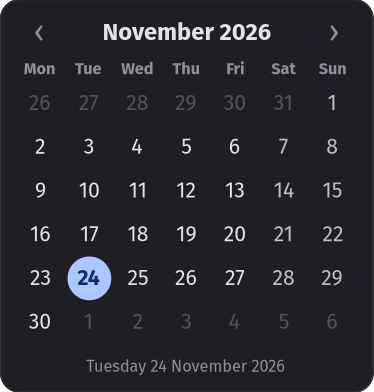 ‹ November 2026 ›
Mon Tue Wed Thu Fri Sat Sun
26 27 28 29 30 31 1
2 3 4 5 6 7 8
9 10 11 12 13 14 15
16 17 18 19 20 21 22
23 24 25 26 27 28 29
30 1 2 3 4 5 6
Tuesday 24 November 2026